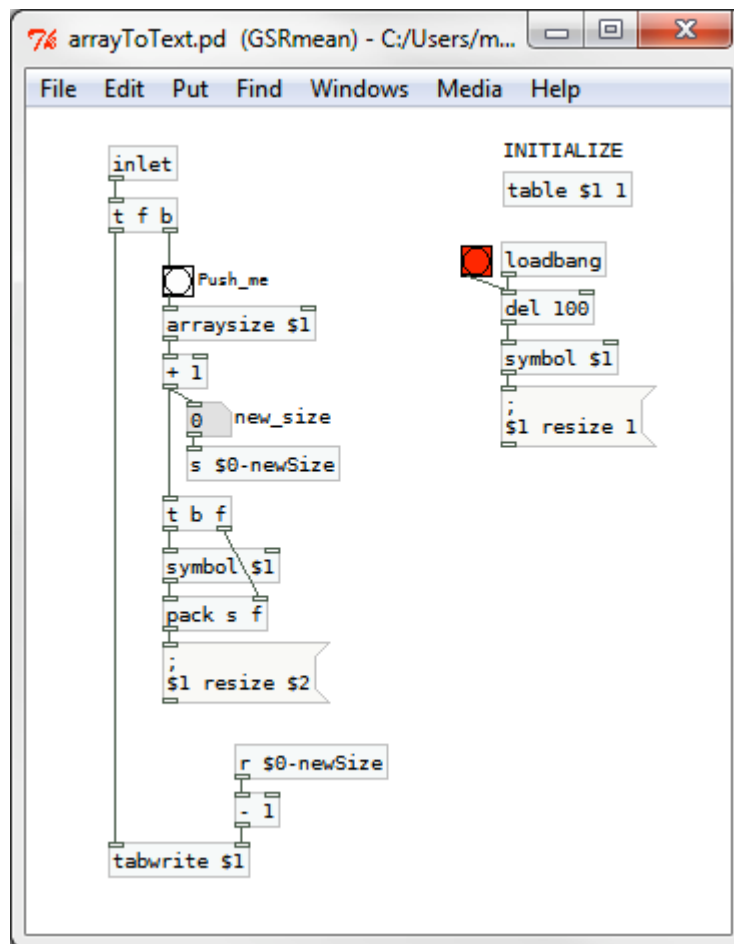 arrayToText.pd (GSRmean) - C:/Users/m...
File Edit Put Find Windows Media Help
inlet
t f b
Push_me
arraysize $1
+ 1
0 new_size
s $0-newSize
t b f
symbol $1
pack s f
;
$1 resize $2
r $0-newSize
- 1
tabwrite $1
INITIALIZE
table $1 1
loadbang
del 100
symbol $1
;
$1 resize 1